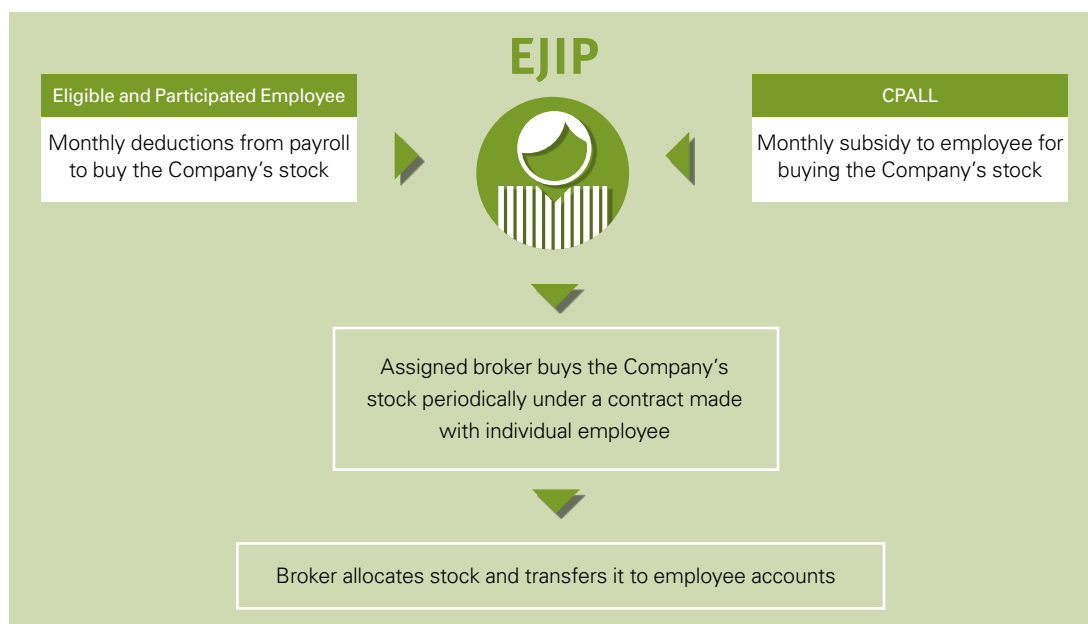 EJIP
Eligible and Participated Employee
Monthly deductions from payroll
to buy the Company’s stock
CPALL
Monthly subsidy to employee for
buying the Company’s stock
Assigned broker buys the Company’s
stock periodically under a contract made
with individual employee
Broker allocates stock and transfers it to employee accounts